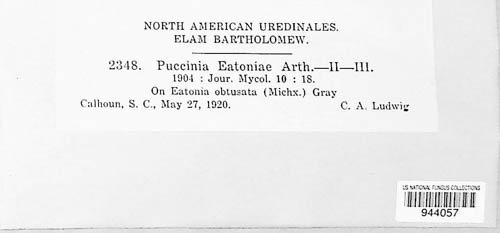 NORTH AMERICAN UREDINALES.
ELAM BARTHOLOMEW.
2348. Puccinia Eatoniae Arth.—II—III.
1904 : Jour. Mycol. 10 : 18.
On Eatonia obtusata (Michx.) Gray
Calhoun, S. C., May 27, 1920. C. A. Ludwig
US NATIONAL FUNGUS COLLECTIONS
944057